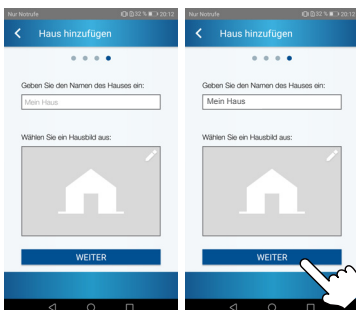 Nur Notrufe 32 % 20:12
Haus hinzufügen
Geben Sie den Namen des Hauses ein:
Mein Haus
Wählen Sie ein Hausbild aus:
WEITER
Nur Notrufe 32 % 20:12
Haus hinzufügen
Geben Sie den Namen des Hauses ein:
Mein Haus
Wählen Sie ein Hausbild aus:
WEITER